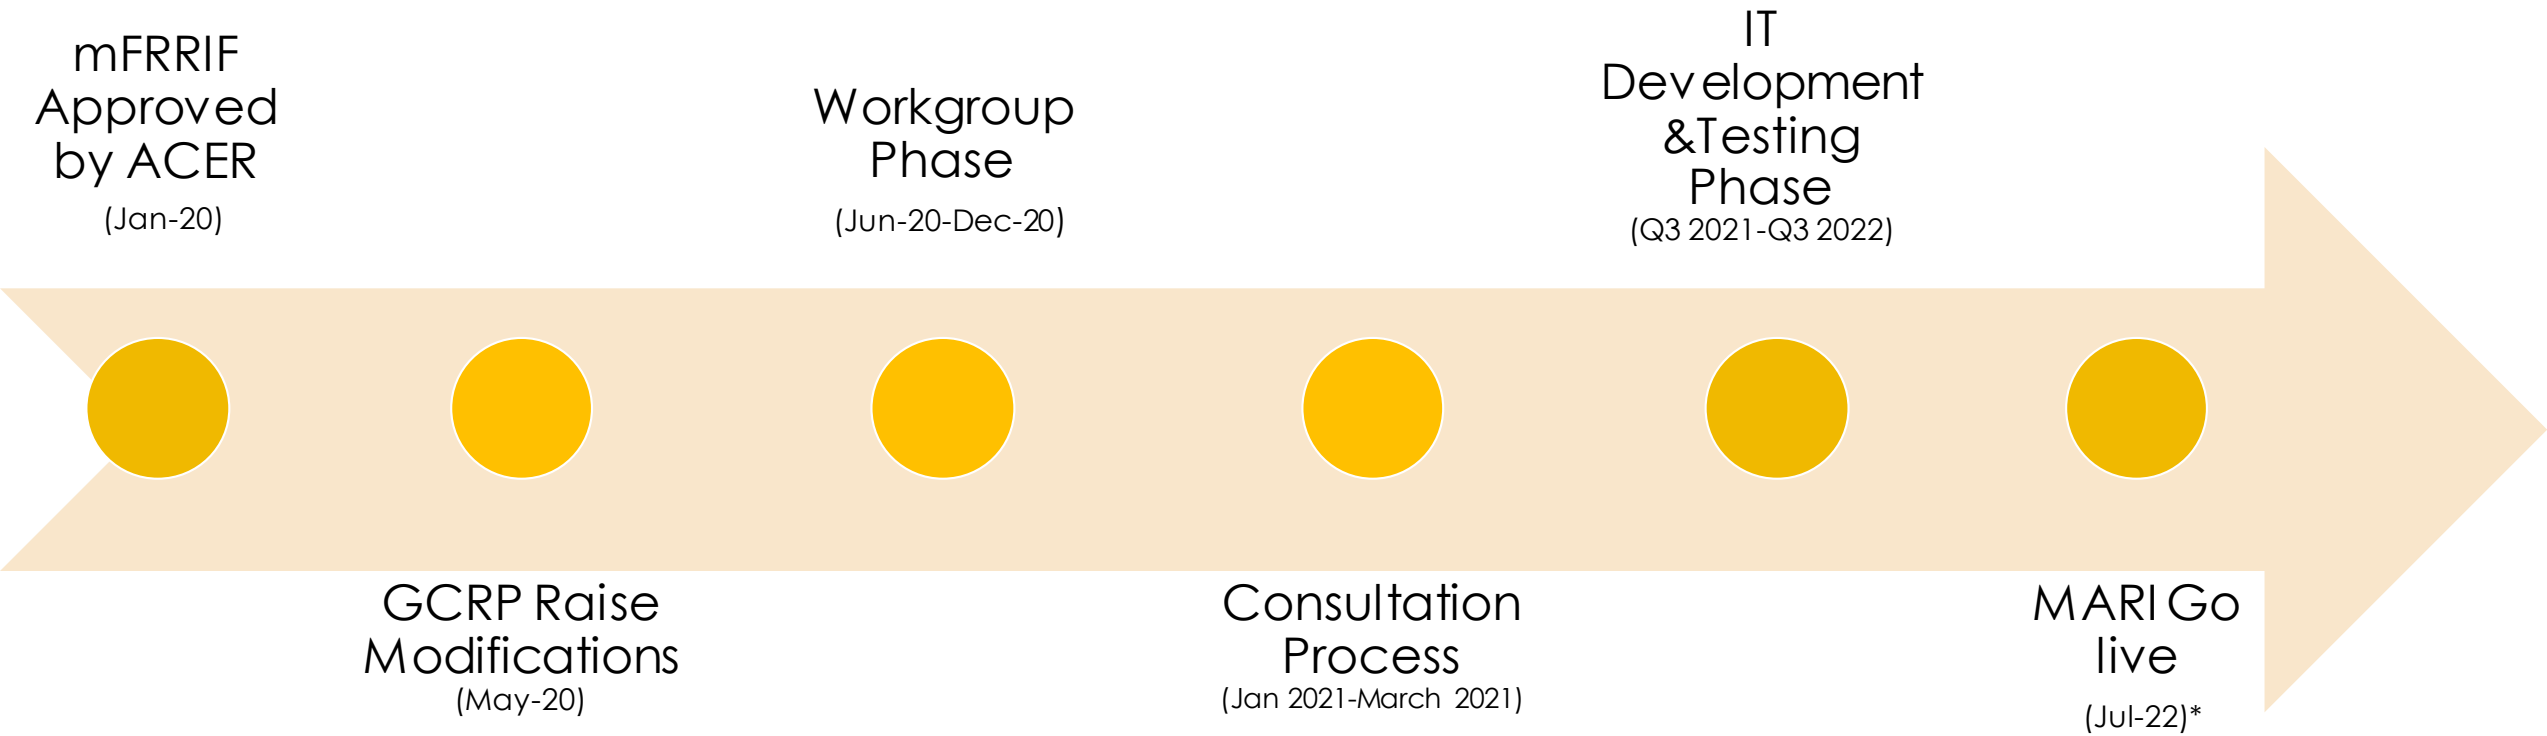 mFRRIF
Approved
by ACER
(Jan-20)
GCRP Raise
Modifications
(May-20)
Workgroup
Phase
(Jun-20-Dec-20)
Consultation
Process
(Jan 2021-March 2021)
IT
Development
&Testing
Phase
(Q3 2021-Q3 2022)
MARI Go
live
(Jul-22)*